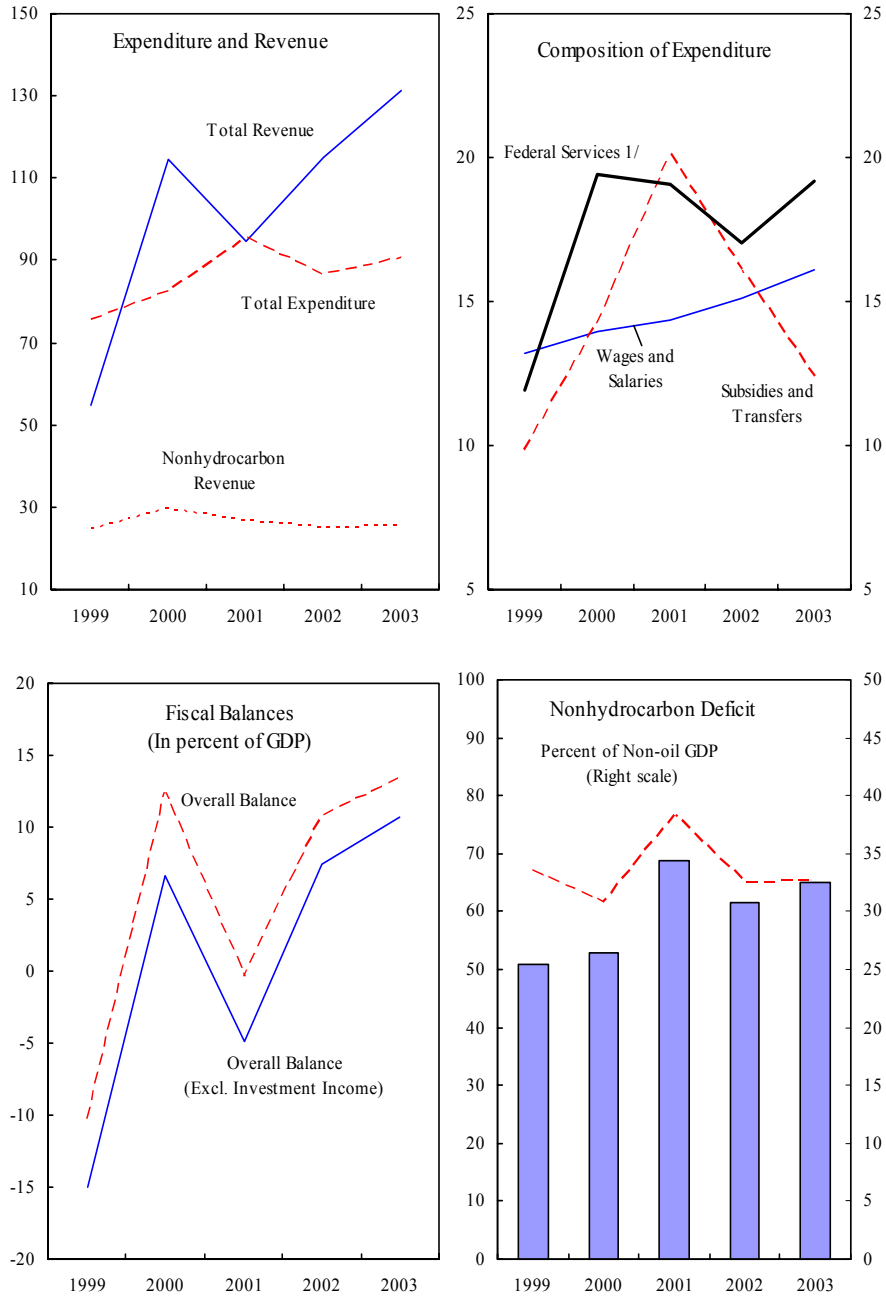 Expenditure and Revenue
150
130
110
90
70
50
30
10
Total Revenue
Total Expenditure
Nonhydrocarbon
Revenue
1999 2000 2001 2002 2003
Composition of Expenditure
25
20
15
10
5
Federal Services 1/
Wages and
Salaries
Subsidies and
Transfers
25
20
15
10
5
1999 2000 2001 2002 2003
Fiscal Balances
(In percent of GDP)
20
15
10
5
0
-5
-10
-15
-20
Overall Balance
Overall Balance
(Excl. Investment Income)
1999 2000 2001 2002 2003
Nonhydrocarbon Deficit
100
90
80
70
60
50
40
30
20
10
0
Percent of Non-oil GDP
(Right scale)
50
45
40
35
30
25
20
15
10
5
0
1999 2000 2001 2002 2003